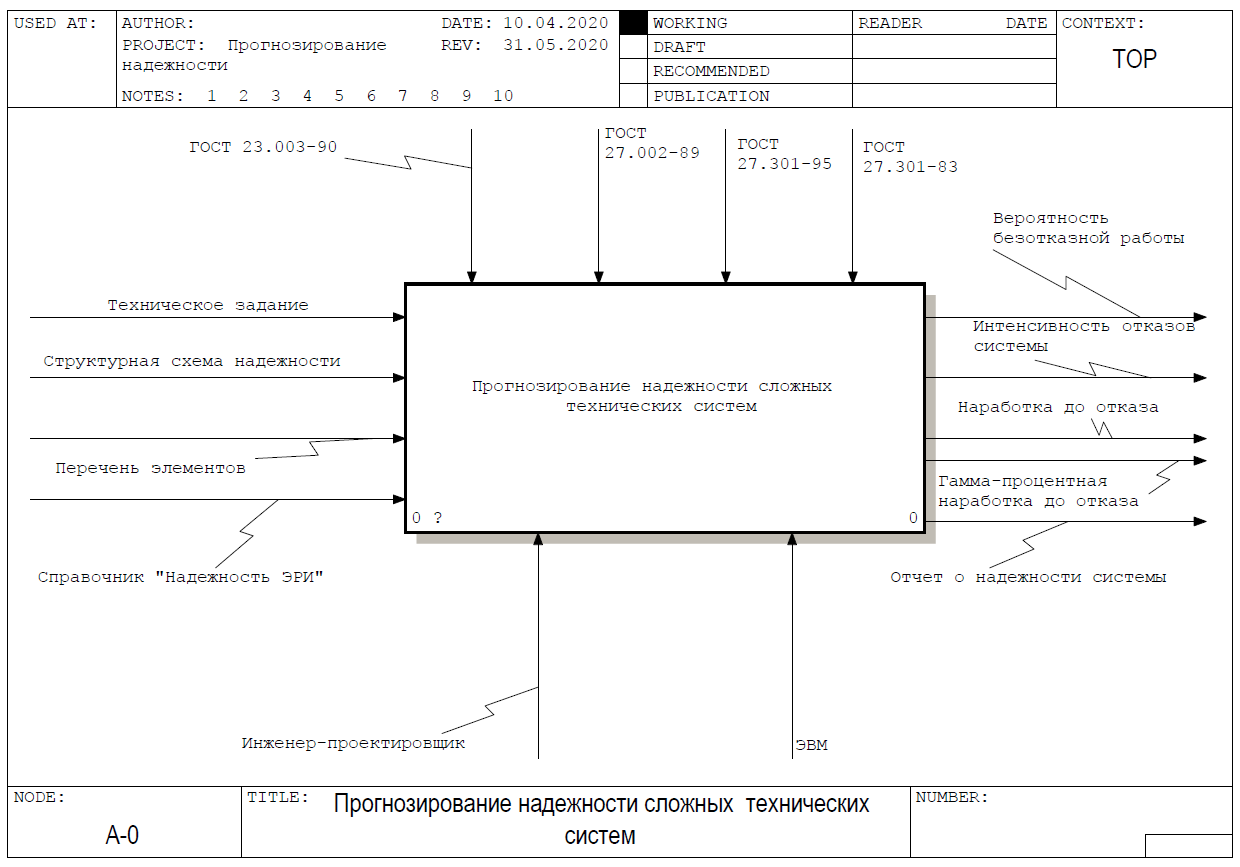 USED AT:
AUTHOR:
DATE: 10.04.2020
PROJECT: Прогнозирование
надежности
REV: 31.05.2020
NOTES: 1 2 3 4 5 6 7 8 9 10
WORKING
DRAFT
RECOMMENDED
PUBLICATION
READER DATE
CONTEXT:
TOP
ГОСТ 23.003-90
ГОСТ
27.002-89
ГОСТ
27.301-95
ГОСТ
27.301-83
Вероятность
безотказной работы
Техническое задание
Интенсивность отказов
системы
Структурная схема надежности
Прогнозирование надежности сложных
технических систем
Наработка до отказа
Перечень элементов
Гамма-процентная
наработка до отказа
0 ?
0
Справочник "Надежность ЭРИ"
Отчет о надежности системы
Инженер-проектировщик
ЭВМ
NODE:
A-0
TITLE:
Прогнозирование надежности сложных технических
систем
NUMBER: